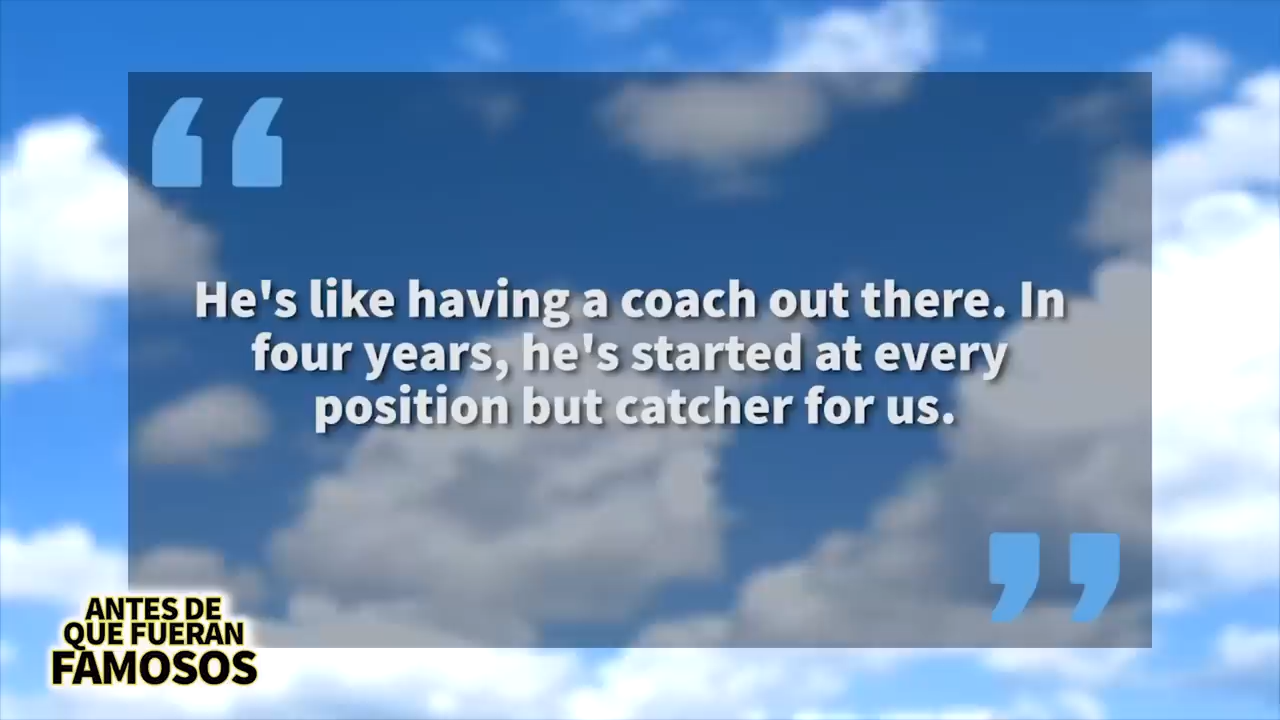 He's like having a coach out there. In
four years, he's started at every
position but catcher for us.
ANTES DE
QUE FUERAN
FAMOSOS